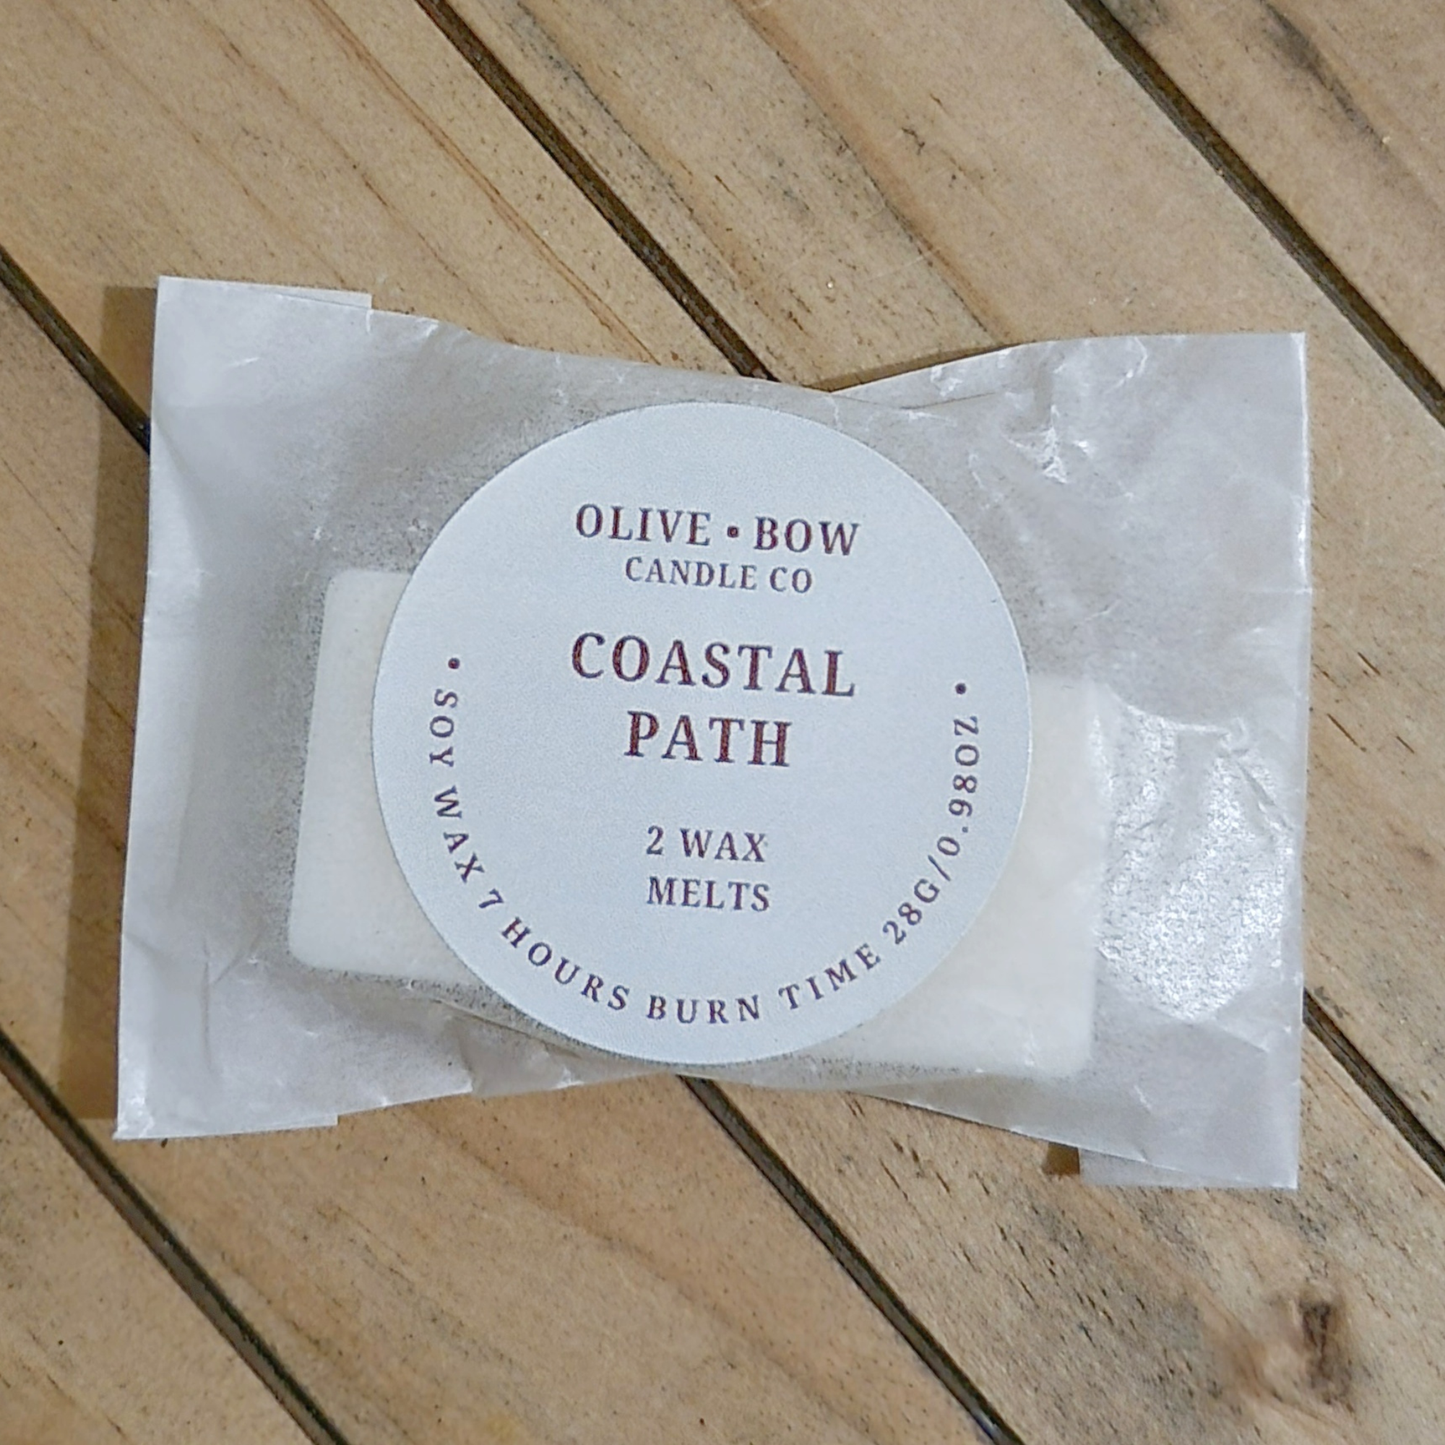 OLIVE • BOW
CANDLE CO
COASTAL
PATH
2 WAX
MELTS
• SOY WAX 7 HOURS BURN TIME 28G/0.98OZ •